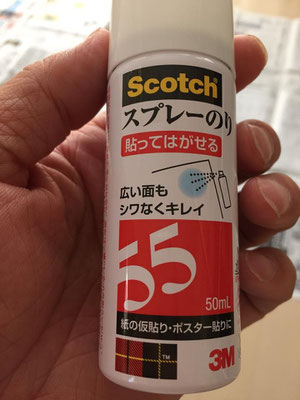 Scotch
スプレーのり
貼ってはがせる
広い面も
シワなくキレイ
55
50mL
紙の仮貼り・ポスター貼りに
TM
3M